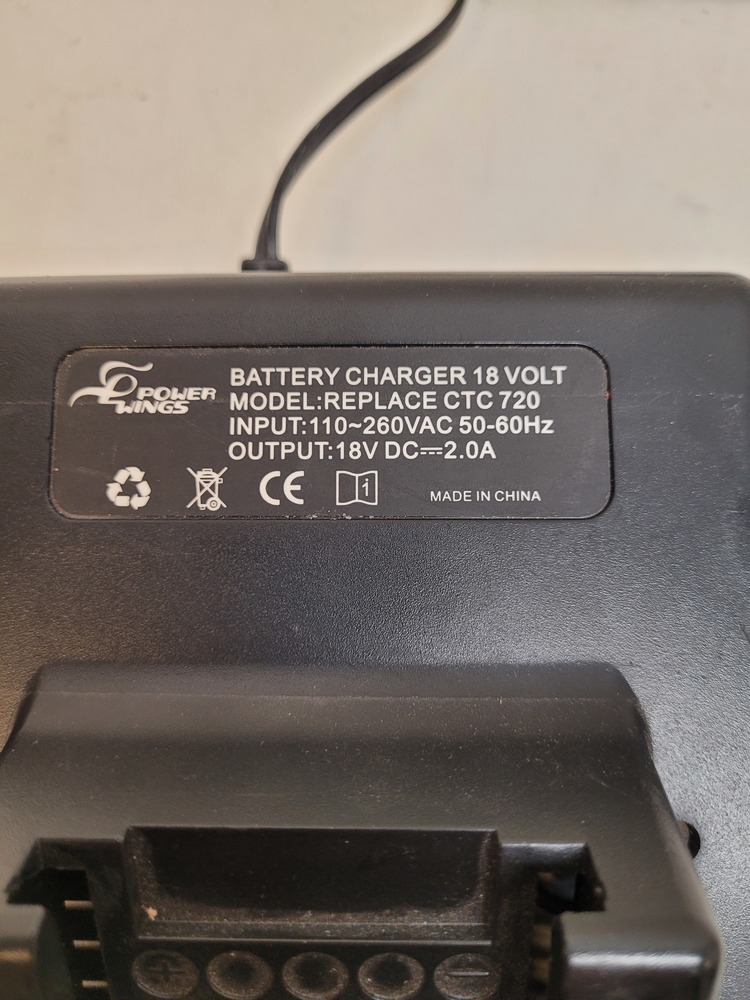 POWER
WINGS
BATTERY CHARGER 18 VOLT
MODEL:REPLACE CTC 720
INPUT:110~260VAC 50-60Hz
OUTPUT:18V DC⎓2.0A
CE
i
MADE IN CHINA
+
−